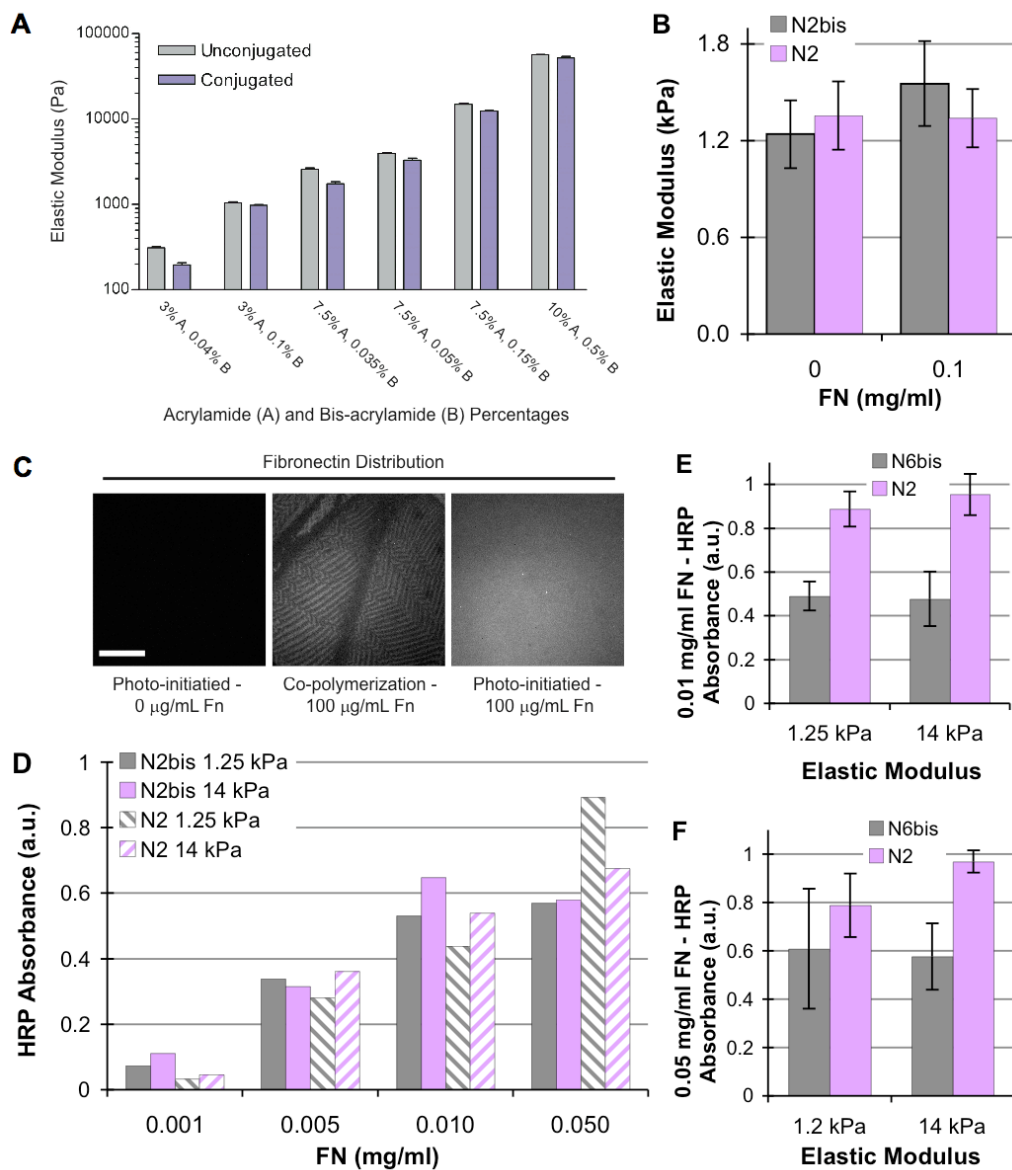 A
100000
10000
1000
100
Elastic Modulus (Pa)
Unconjugated
Conjugated
3% A, 0.04% B
3% A, 0.1% B
7.5% A, 0.035% B
7.5% A, 0.05% B
7.5% A, 0.15% B
10% A, 0.5% B
Acrylamide (A) and Bis-acrylamide (B) Percentages
B
N2bis
N2
1.8
1.2
0.6
0.0
Elastic Modulus (kPa)
0
0.1
FN (mg/ml)
C
Fibronectin Distribution
Photo-initiatied -
0 µg/mL Fn
Co-polymerization -
100 µg/mL Fn
Photo-initiatied -
100 µg/mL Fn
D
N2bis 1.25 kPa
N2bis 14 kPa
N2 1.25 kPa
N2 14 kPa
1
0.8
0.6
0.4
0.2
0
HRP Absorbance (a.u.)
0.001
0.005
0.010
0.050
FN (mg/ml)
E
N6bis
N2
1
0.8
0.6
0.4
0.2
0
0.01 mg/ml FN - HRP
Absorbance (a.u.)
1.25 kPa
14 kPa
Elastic Modulus
F
N6bis
N2
1
0.8
0.6
0.4
0.2
0
0.05 mg/ml FN - HRP
Absorbance (a.u.)
1.2 kPa
14 kPa
Elastic Modulus